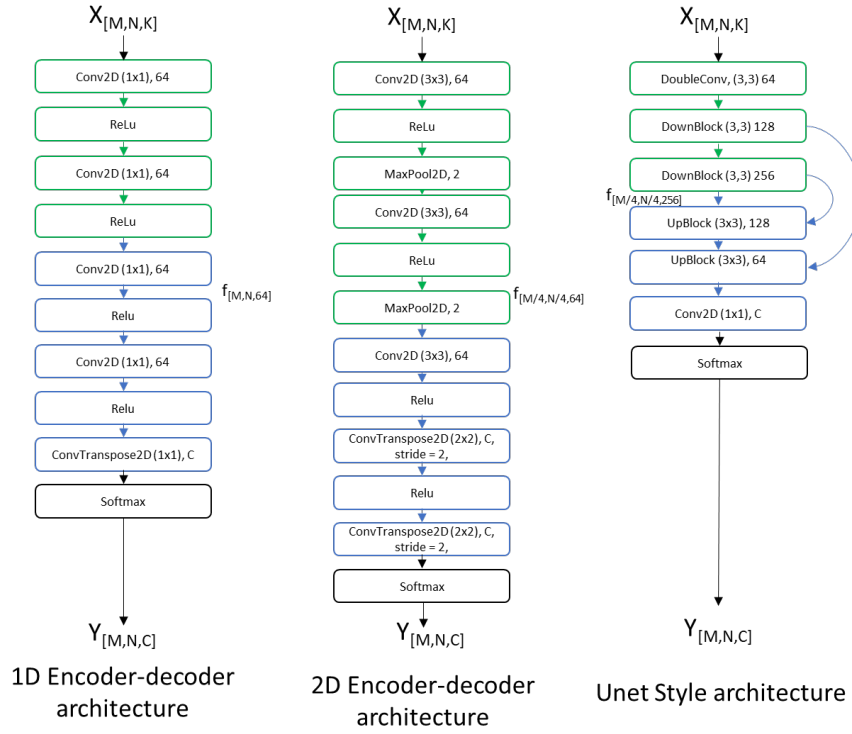 X[M,N,K]
Conv2D (1x1), 64
ReLu
Conv2D (1x1), 64
ReLu
Conv2D (1x1), 64
f[M,N,64]
Relu
Conv2D (1x1), 64
Relu
ConvTranspose2D (1x1), C
Softmax
Y[M,N,C]
1D Encoder-decoder
architecture
X[M,N,K]
Conv2D (3x3), 64
ReLu
MaxPool2D, 2
Conv2D (3x3), 64
ReLu
MaxPool2D, 2
f[M/4,N/4,64]
Conv2D (3x3), 64
Relu
ConvTranspose2D (2x2), C,
stride = 2,
Relu
ConvTranspose2D (2x2), C,
stride = 2,
Softmax
Y[M,N,C]
2D Encoder-decoder
architecture
X[M,N,K]
DoubleConv, (3,3) 64
DownBlock (3,3) 128
DownBlock (3,3) 256
f[M/4,N/4,256]
UpBlock (3x3), 128
UpBlock (3x3), 64
Conv2D (1x1), C
Softmax
Y[M,N,C]
Unet Style architecture